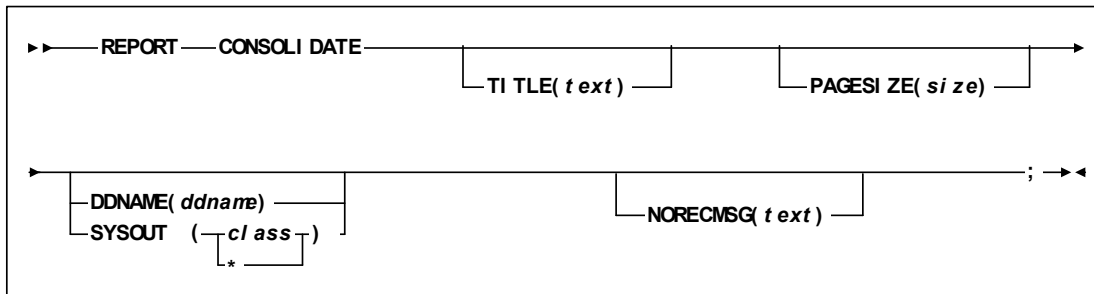 REPORT CONSOLIDATE
TITLE(text) PAGESIZE(size)
;
DDNAME(ddname) NORECMSG(text)
SYSOUT (class)
*